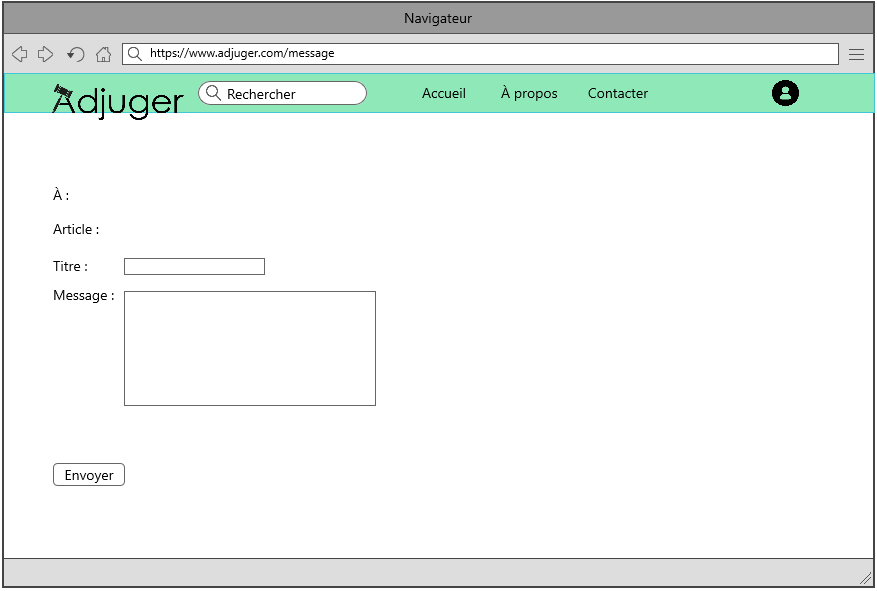 Navigateur
https://www.adjuger.com/message
Adjuger Rechercher Accueil À propos Contacter
À :
Article :
Titre :
Message :
Envoyer